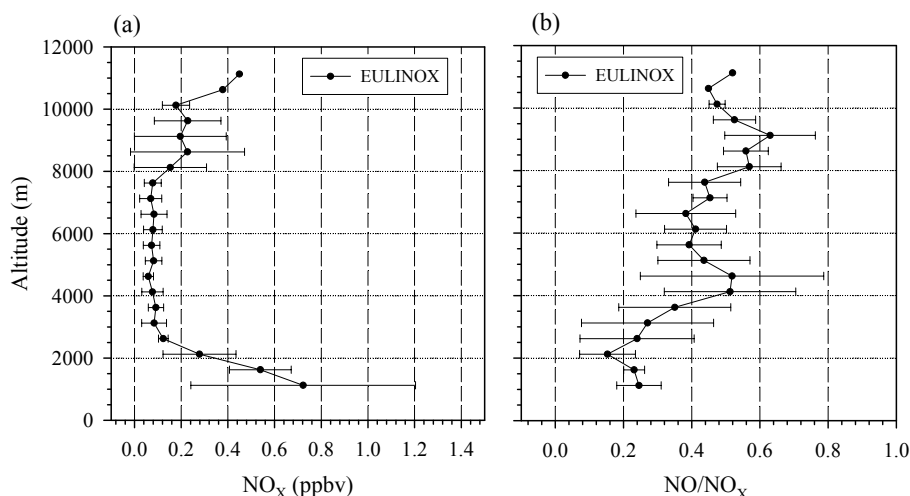 (a)
(b)
12000
10000
8000
6000
4000
2000
0
Altitude (m)
EULINOX
EULINOX
0.0 0.2 0.4 0.6 0.8 1.0 1.2 1.4
0.0 0.2 0.4 0.6 0.8 1.0
NOX (ppbv)
NO/NOX